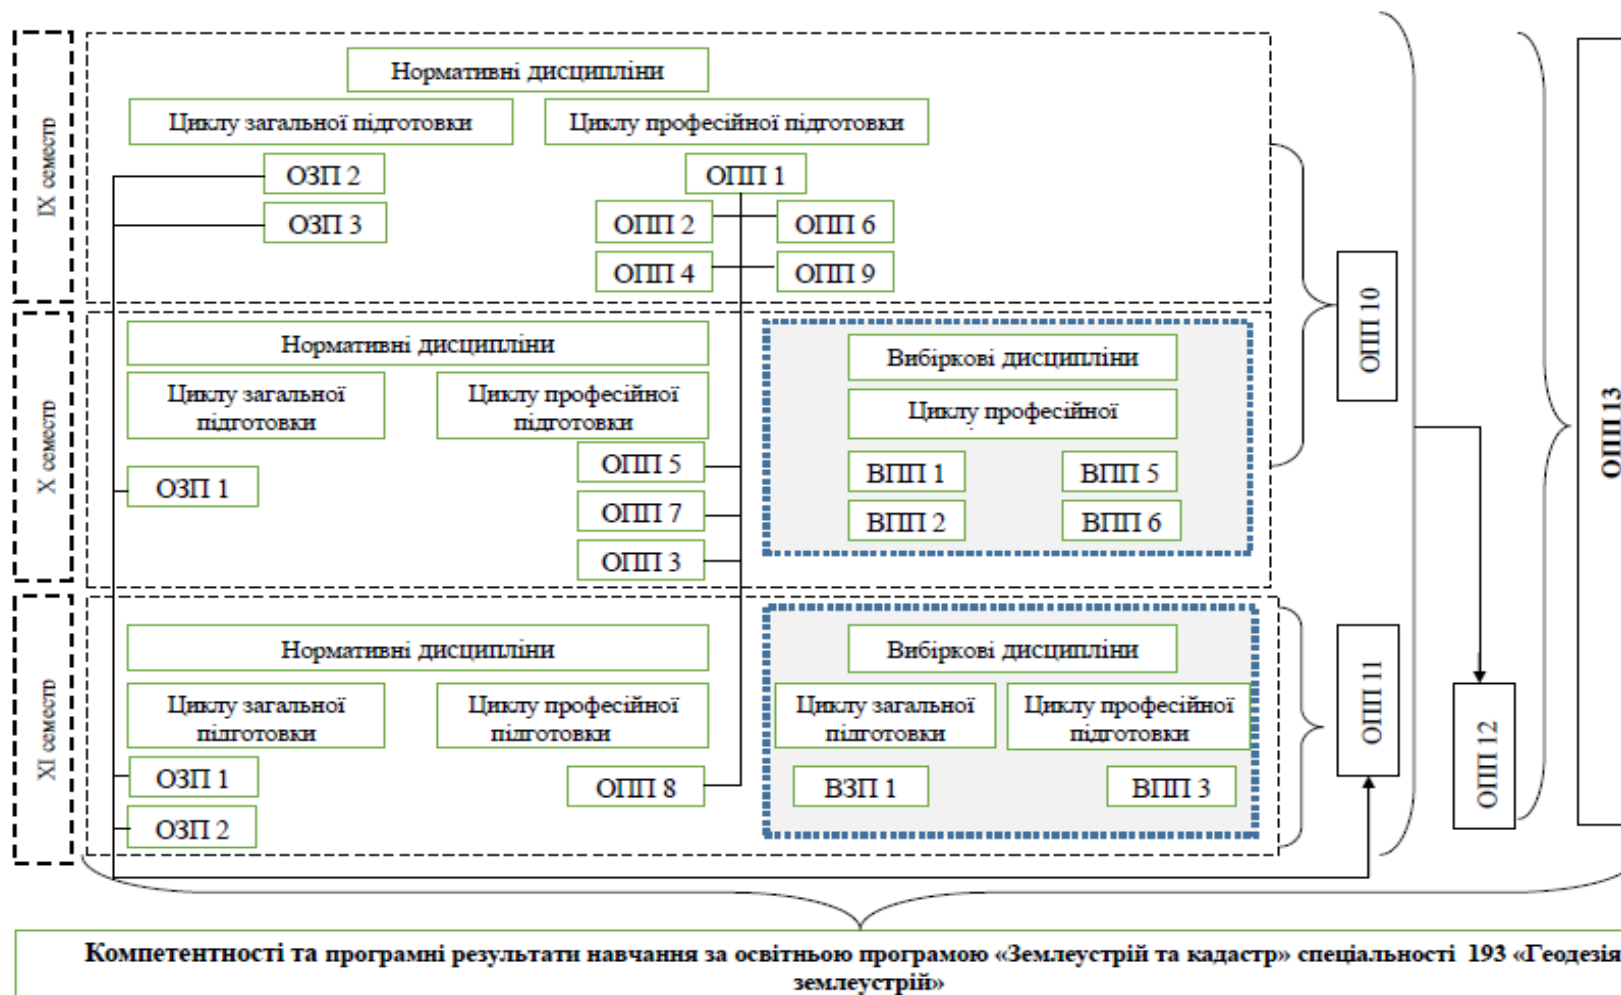 IX семестр
Нормативні дисципліни
Циклу загальної підготовки
Циклу професійної підготовки
ОЗП 2
ОПП 1
ОЗП 3
ОПП 2
ОПП 6
ОПП 4
ОПП 9
X семестр
Нормативні дисципліни
Циклу загальної
підготовки
Циклу професійної
підготовки
ОЗП 1
ОПП 5
ОПП 7
ОПП 3
Вибіркові дисципліни
Циклу професійної
ВПП 1
ВПП 5
ВПП 2
ВПП 6
XI семестр
Нормативні дисципліни
Циклу загальної
підготовки
Циклу професійної
підготовки
ОЗП 1
ОПП 8
ОЗП 2
Вибіркові дисципліни
Циклу загальної
підготовки
Циклу професійної
підготовки
ВЗП 1
ВПП 3
ОПП 10
ОПП 11
ОПП 12
ОПП 13
Компетентності та програмні результати навчання за освітньою програмою «Землеустрій та кадастр» спеціальності 193 «Геодезія
землеустрій»